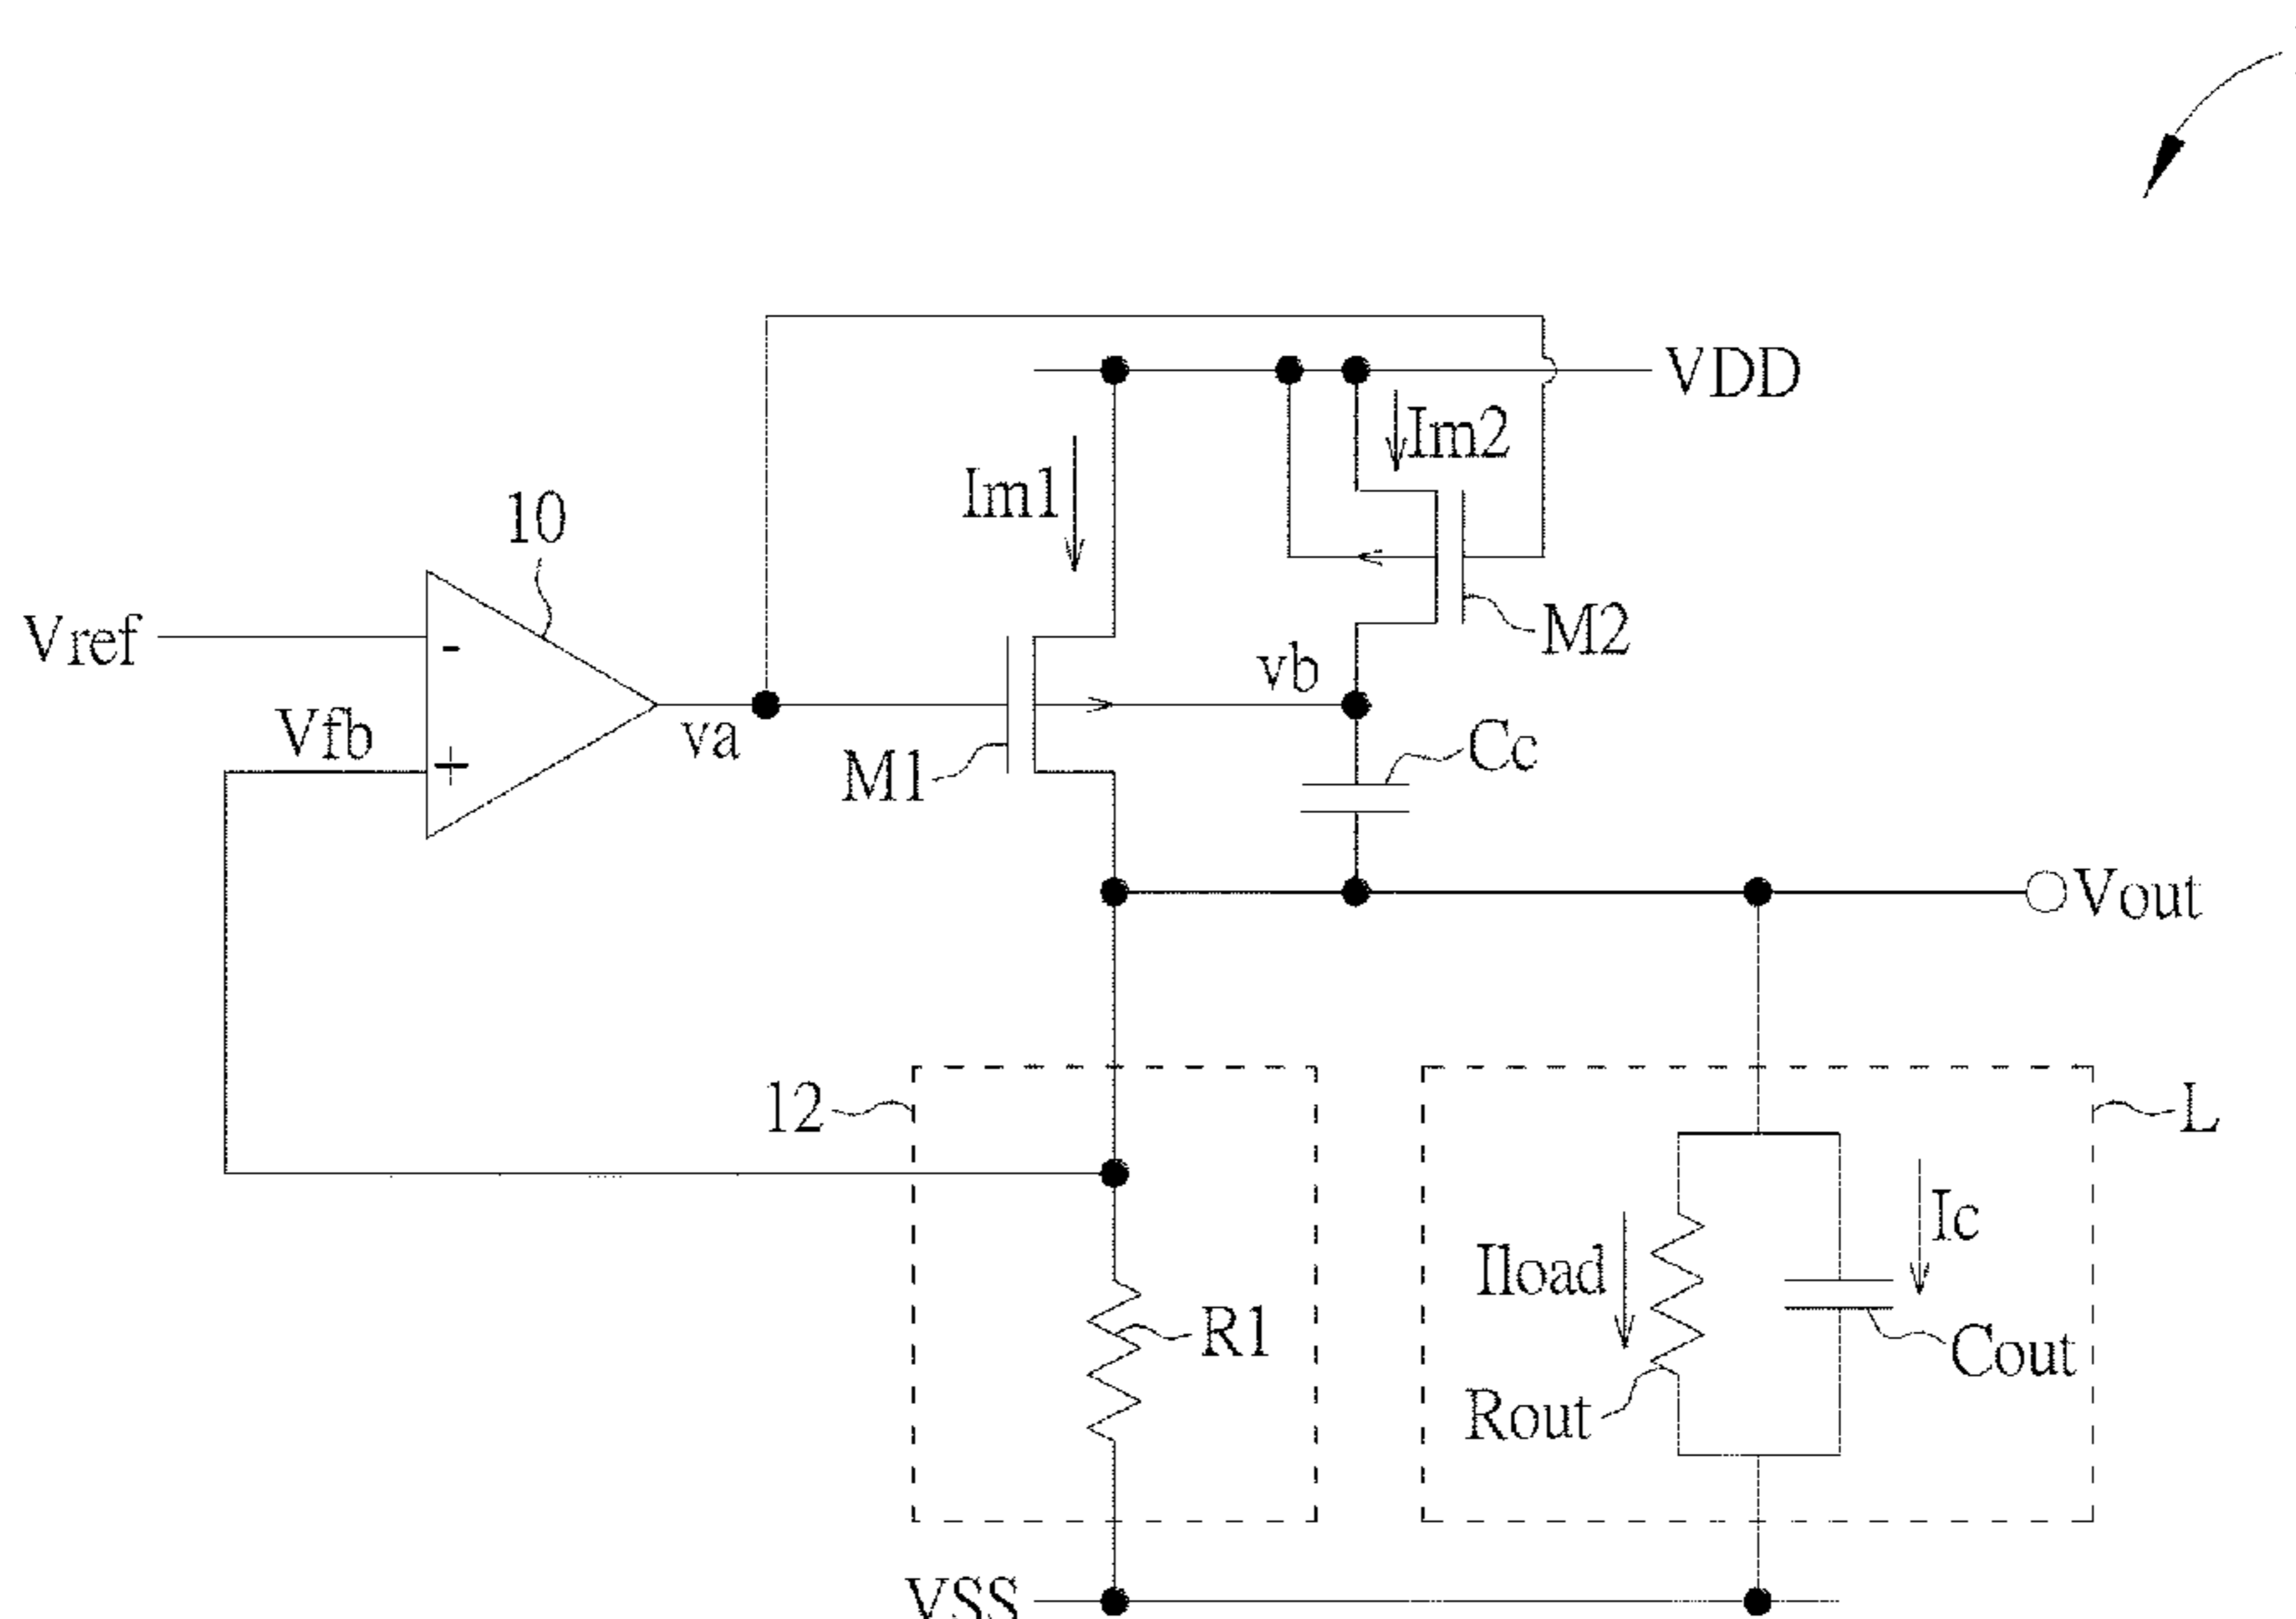 VDD
Im2
Im1
10
M2
Vref
-
vb
Vfb
va
+
M1
Cc
Vout
12
L
Ic
Iload
R1
Cout
Rout
VSS